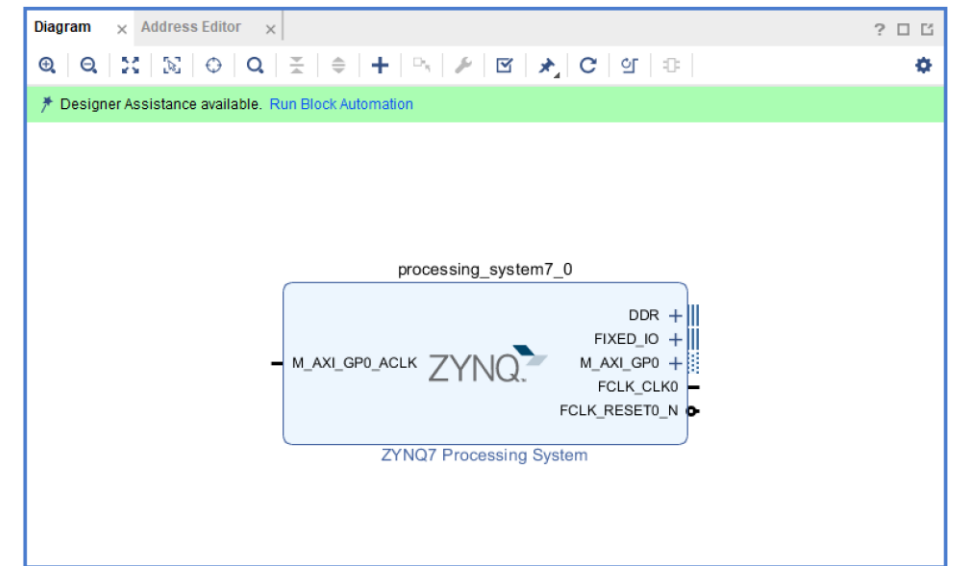 Diagram
Address Editor
Designer Assistance available. Run Block Automation
processing_system7_0
DDR
FIXED_IO
M_AXI_GP0_ACLK
ZYNQ.
M_AXI_GP0
FCLK_CLK0
FCLK_RESET0_N
ZYNQ7 Processing System